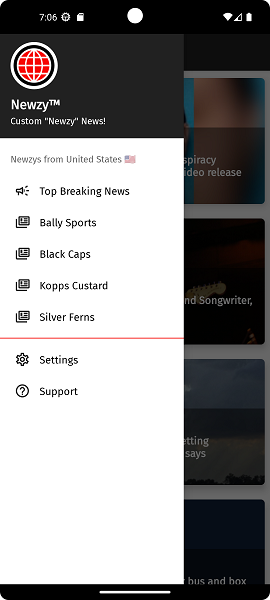 7:06
Newzy™
Custom "Newzy" News!
Newzys from United States 🇺🇸
Top Breaking News
Bally Sports
Black Caps
Kopps Custard
Silver Ferns
Settings
Support
spiracy
ideo release
nd Songwriter,
etting
says
bus and box